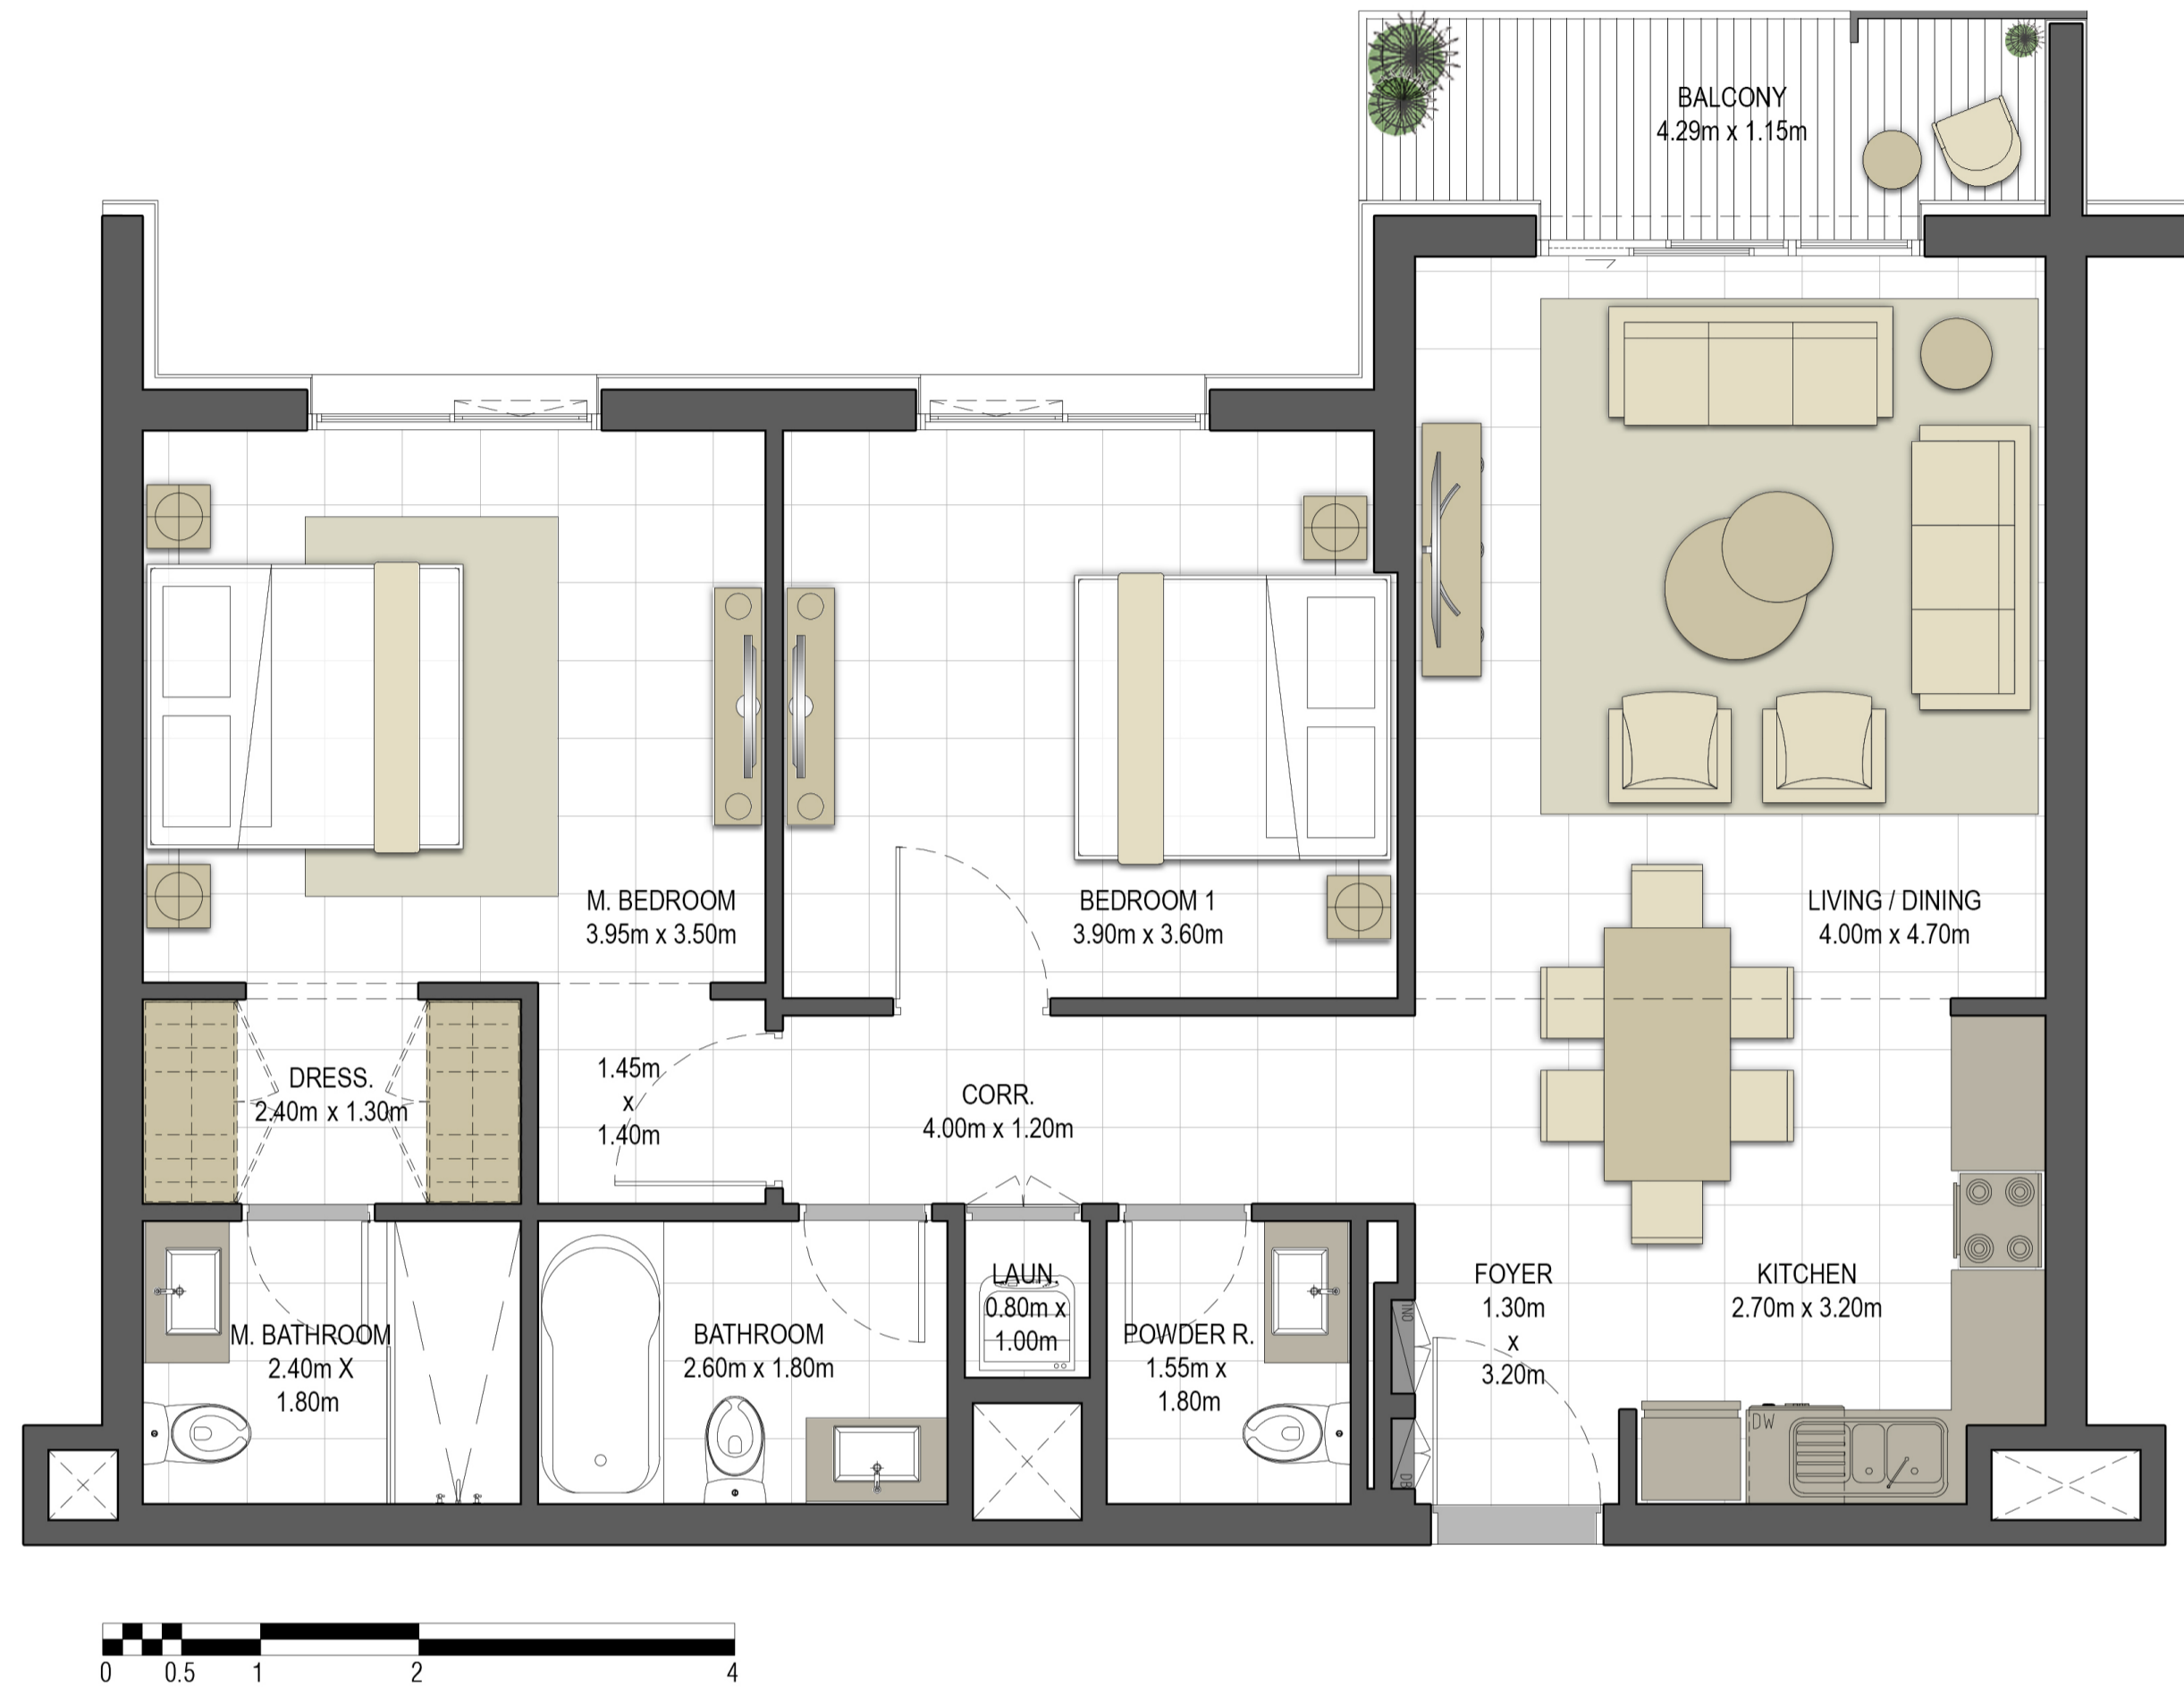 BALCONY
4.29m x 1.15m
M. BEDROOM
3.95m x 3.50m
BEDROOM 1
3.90m x 3.60m
LIVING / DINING
4.00m x 4.70m
DRESS.
2.40m x 1.30m
1.45m
x
1.40m
CORR.
4.00m x 1.20m
M. BATHROOM
2.40m X
1.80m
BATHROOM
2.60m x 1.80m
LAUN.
0.80m x
1.00m
POWDER R.
1.55m x
1.80m
FOYER
1.30m
x
3.20m
KITCHEN
2.70m x 3.20m
DW
DB
0 0.5 1 2 4